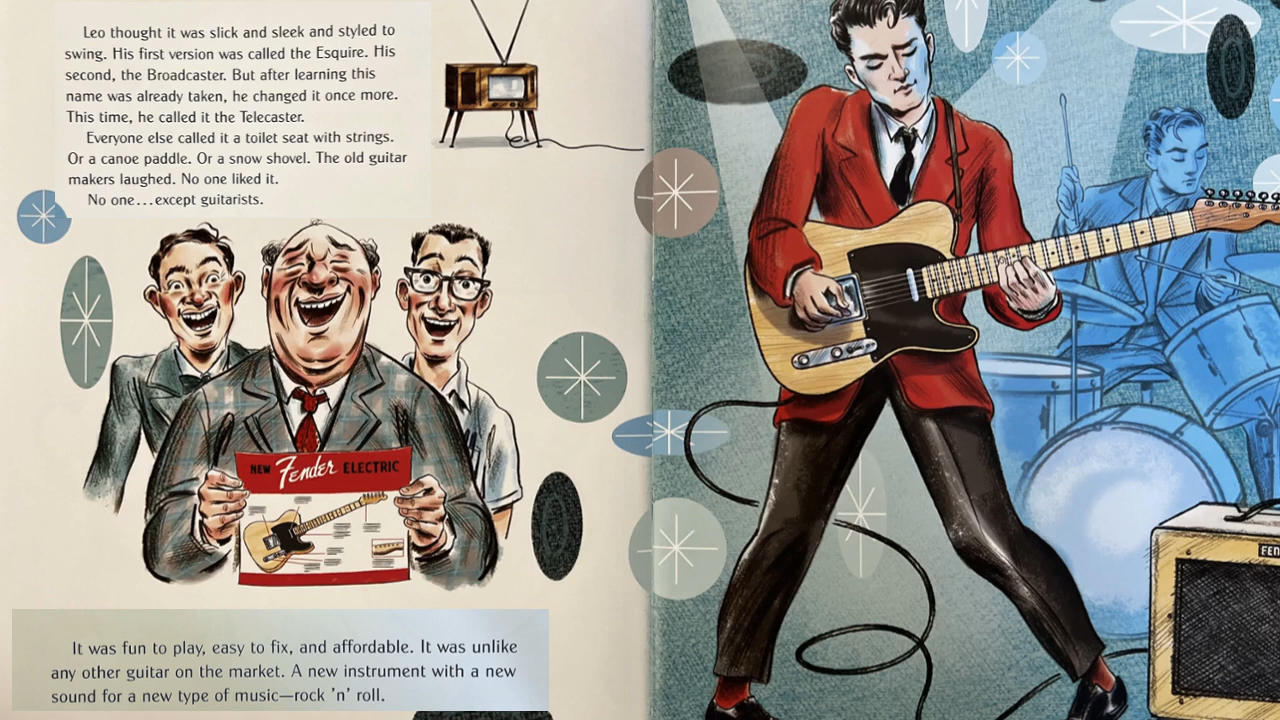 Leo thought it was slick and sleek and styled to
swing. His first version was called the Esquire. His
second, the Broadcaster. But after learning this
name was already taken, he changed it once more.
This time, he called it the Telecaster.
Everyone else called it a toilet seat with strings.
Or a canoe paddle. Or a snow shovel. The old guitar
makers laughed. No one liked it.
No one...except guitarists.
NEW Fender ELECTRIC
It was fun to play, easy to fix, and affordable. It was unlike
any other guitar on the market. A new instrument with a new
sound for a new type of music—rock ’n’ roll.
FEN